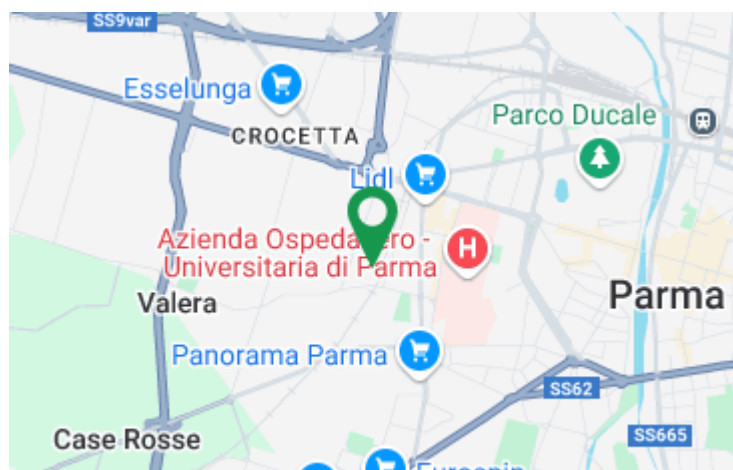 SS9var
Esselunga
CROCETTA
Parco Ducale
Lidl
Azienda Ospedaliero -
Universitaria di Parma
H
Valera
Parma
Panorama Parma
SS62
Case Rosse
SS665
Eurospin